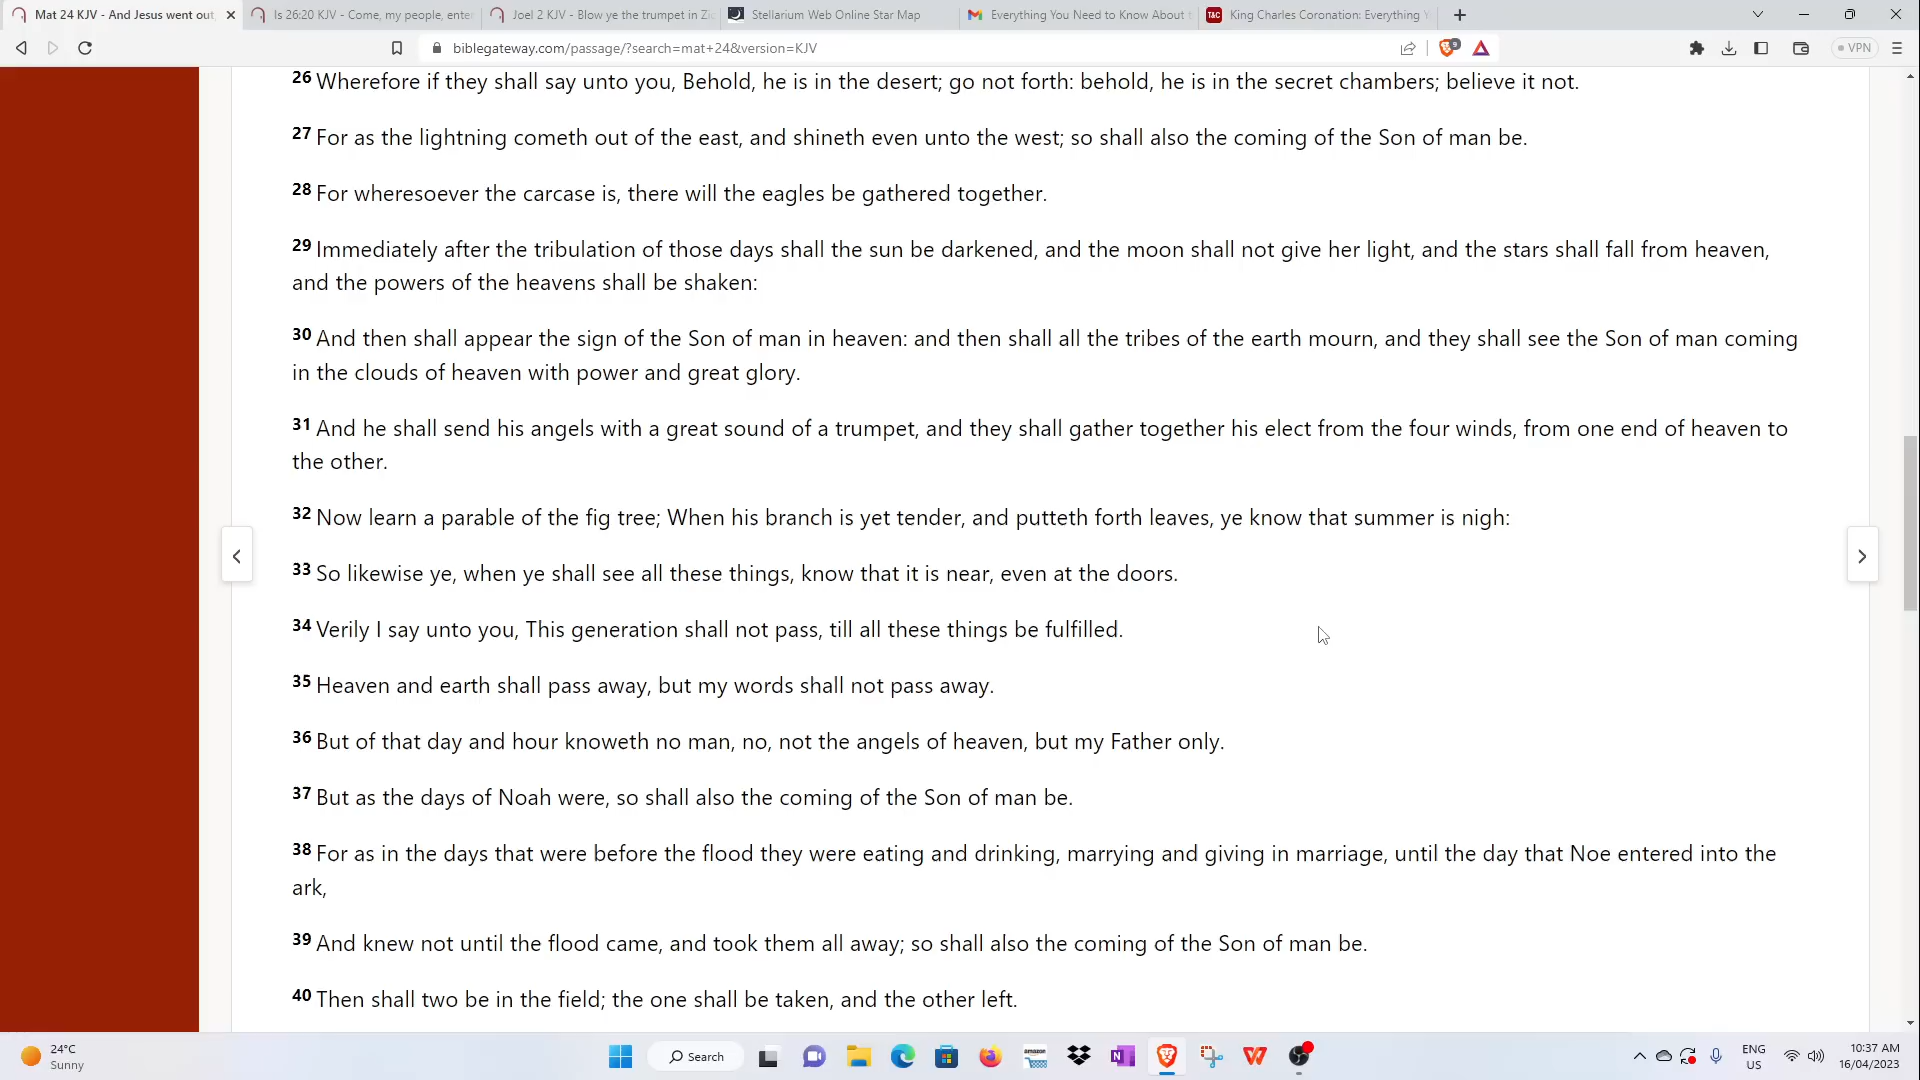 Mat 24 KJV - And Jesus went out,
Is 26:20 KJV - Come, my people, enter
Joel 2 KJV - Blow ye the trumpet in Zio
Stellarium Web Online Star Map
Everything You Need to Know About t
T&C King Charles Coronation: Everything Y
biblegateway.com/passage/?search=mat+24&version=KJV
9
VPN
26 Wherefore if they shall say unto you, Behold, he is in the desert; go not forth: behold, he is in the secret chambers; believe it not.
27 For as the lightning cometh out of the east, and shineth even unto the west; so shall also the coming of the Son of man be.
28 For wheresoever the carcase is, there will the eagles be gathered together.
29 Immediately after the tribulation of those days shall the sun be darkened, and the moon shall not give her light, and the stars shall fall from heaven,
and the powers of the heavens shall be shaken:
30 And then shall appear the sign of the Son of man in heaven: and then shall all the tribes of the earth mourn, and they shall see the Son of man coming
in the clouds of heaven with power and great glory.
31 And he shall send his angels with a great sound of a trumpet, and they shall gather together his elect from the four winds, from one end of heaven to
the other.
32 Now learn a parable of the fig tree; When his branch is yet tender, and putteth forth leaves, ye know that summer is nigh:
33 So likewise ye, when ye shall see all these things, know that it is near, even at the doors.
34 Verily I say unto you, This generation shall not pass, till all these things be fulfilled.
35 Heaven and earth shall pass away, but my words shall not pass away.
36 But of that day and hour knoweth no man, no, not the angels of heaven, but my Father only.
37 But as the days of Noah were, so shall also the coming of the Son of man be.
38 For as in the days that were before the flood they were eating and drinking, marrying and giving in marriage, until the day that Noe entered into the
ark,
39 And knew not until the flood came, and took them all away; so shall also the coming of the Son of man be.
40 Then shall two be in the field; the one shall be taken, and the other left.
24°C
Sunny
Search
amazon
ENG
US
10:37 AM
16/04/2023